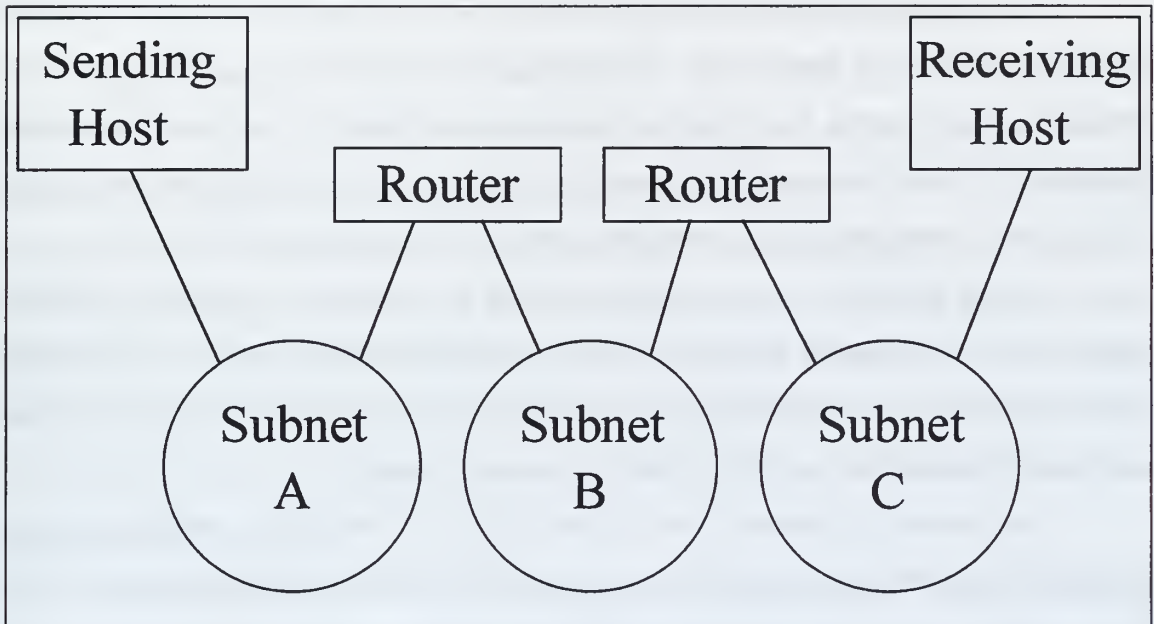 Sending
Host
Receiving
Host
Router
Router
Subnet
A
Subnet
B
Subnet
C